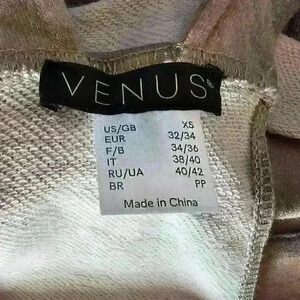 VENUS
US/GB XS
EUR 32/34
F/B 34/36
IT 38/40
RU/UA 40/42
BR PP
Made in China